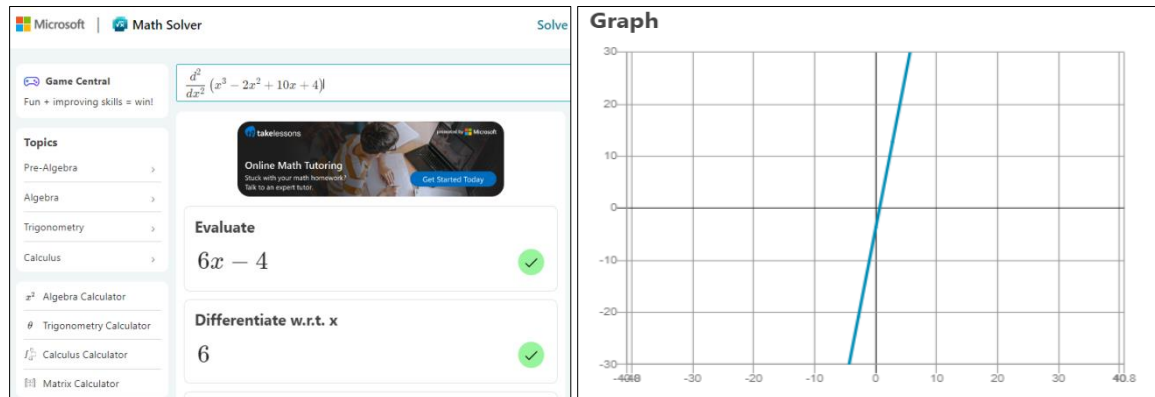 Microsoft | Math Solver
Solve
Game Central
Fun + improving skills = win!
Topics
Pre-Algebra
Algebra
Trigonometry
Calculus
x² Algebra Calculator
θ Trigonometry Calculator
Calculus Calculator
Matrix Calculator
d²/dx² (x³ − 2x² + 10x + 4)
takelessons
presented by Microsoft
Online Math Tutoring
Stuck with your math homework?
Talk to an expert tutor.
Get Started Today
Evaluate
6x − 4
Differentiate w.r.t. x
6
Graph
30
20
10
0
-10
-20
-30
-30
-20
-10
0
10
20
30